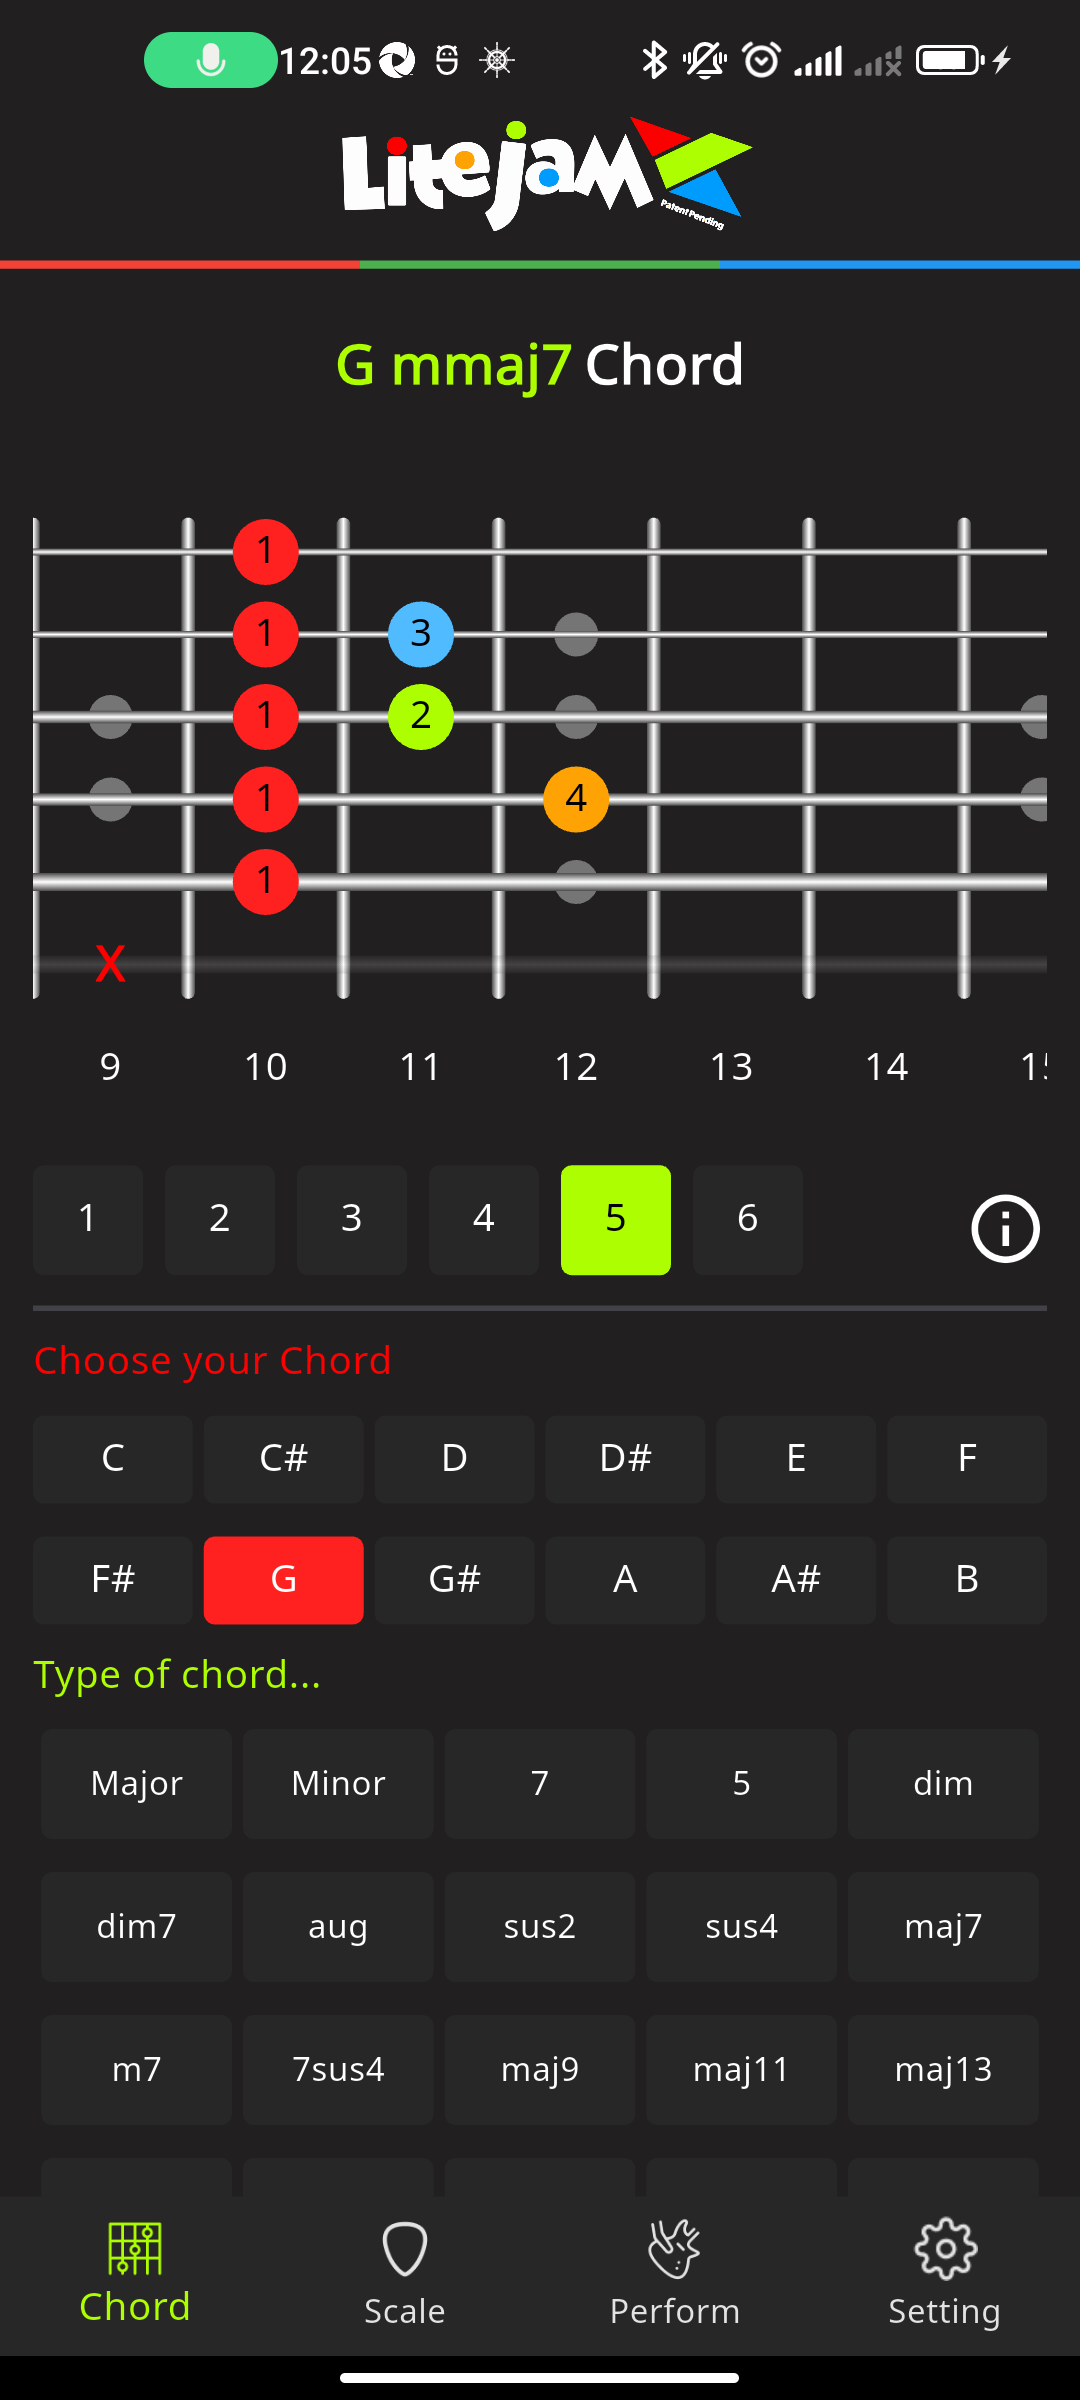 12:05
Litejam
Patent Pending
G mmaj7 Chord
1
1 3
1 2
1 4
1
X
9 10 11 12 13 14 15
1 2 3 4 5 6
Choose your Chord
C C# D D# E F
F# G G# A A# B
Type of chord...
Major Minor 7 5 dim
dim7 aug sus2 sus4 maj7
m7 7sus4 maj9 maj11 maj13
Chord Scale Perform Setting